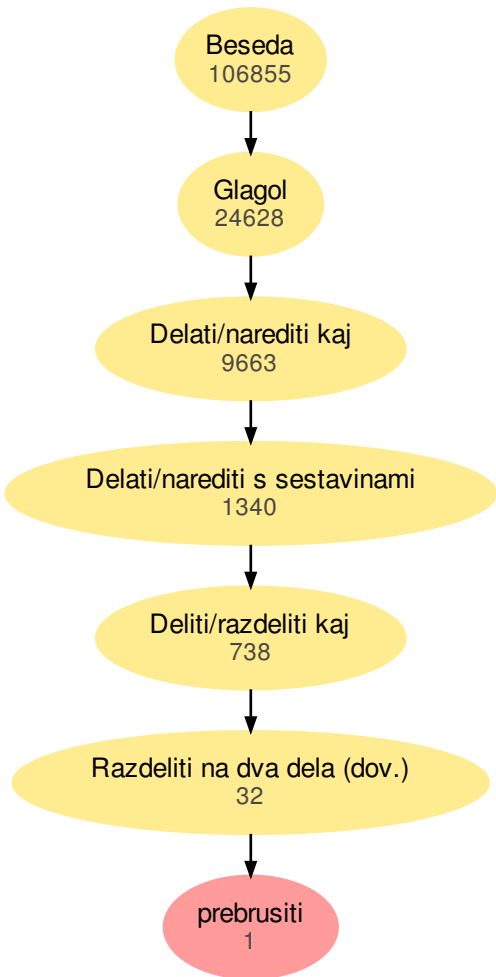 Beseda
106855
Glagol
24628
Delati/narediti kaj
9663
Delati/narediti s sestavinami
1340
Deliti/razdeliti kaj
738
Razdeliti na dva dela (dov.)
32
prebrusiti
1